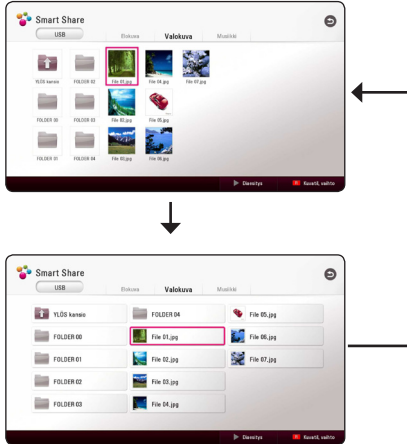 Smart Share
USB Elokuva Valokuva Musiikki
YLÖS kansio FOLDER 02 File 01.jpg File 04.jpg File 07.jpg
FOLDER 00 FOLDER 03 File 02.jpg File 05.jpg
FOLDER 01 FOLDER 04 File 03.jpg File 06.jpg
Diaesitys Kuvatil. vaihto
Smart Share
USB Elokuva Valokuva Musiikki
YLÖS kansio FOLDER 04 File 05.jpg
FOLDER 00 File 01.jpg File 06.jpg
FOLDER 01 File 02.jpg File 07.jpg
FOLDER 02 File 03.jpg
FOLDER 03 File 04.jpg
Diaesitys Kuvatil. vaihto